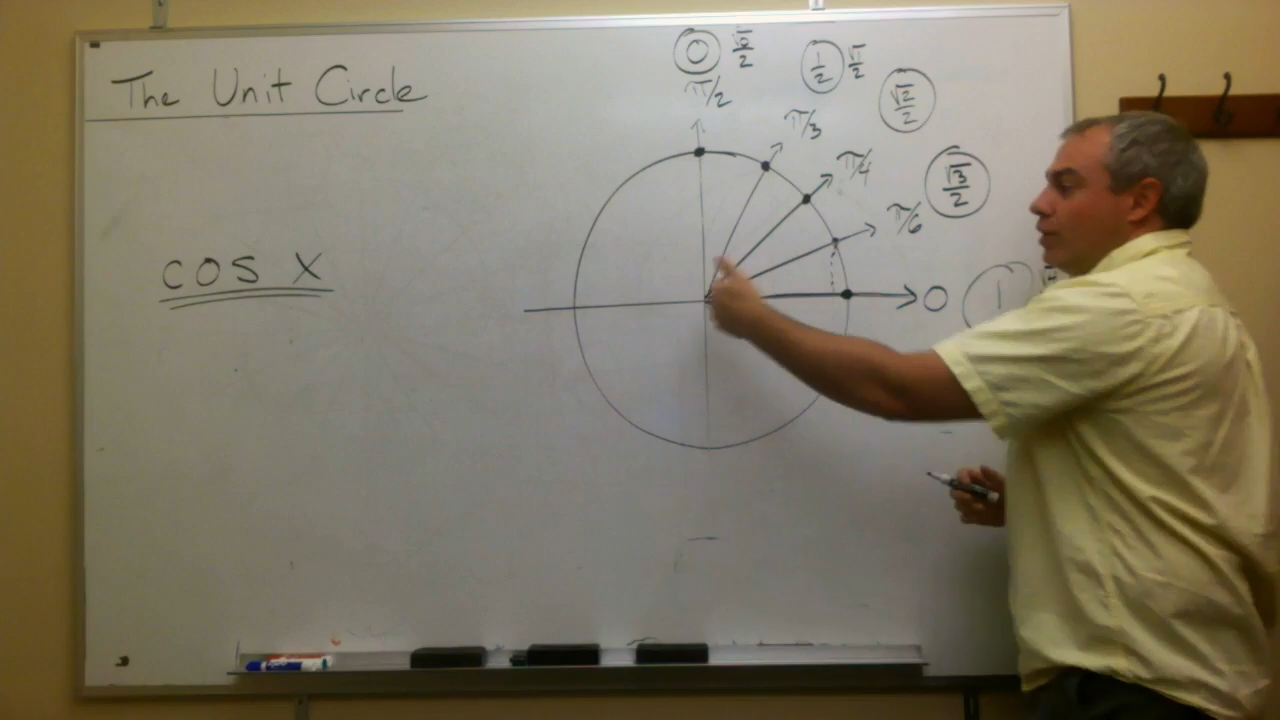 The Unit Circle
cos x
0 √0/2
π/2
1/2 √1/2
π/3
√2/2
π/4
√3/2
π/6
0 1